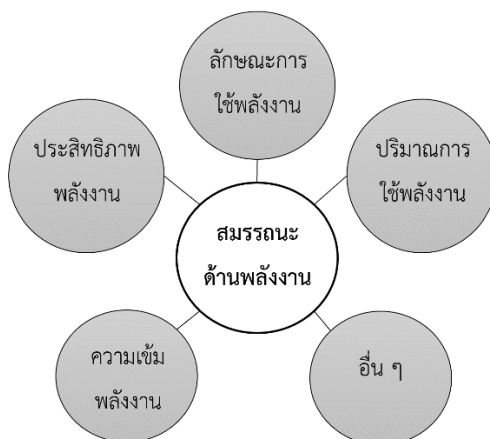 ลักษณะการ
ใช้พลังงาน
ประสิทธิภาพ
พลังงาน
ปริมาณการ
ใช้พลังงาน
สมรรถนะ
ด้านพลังงาน
ความเข้ม
พลังงาน
อื่น ๆ